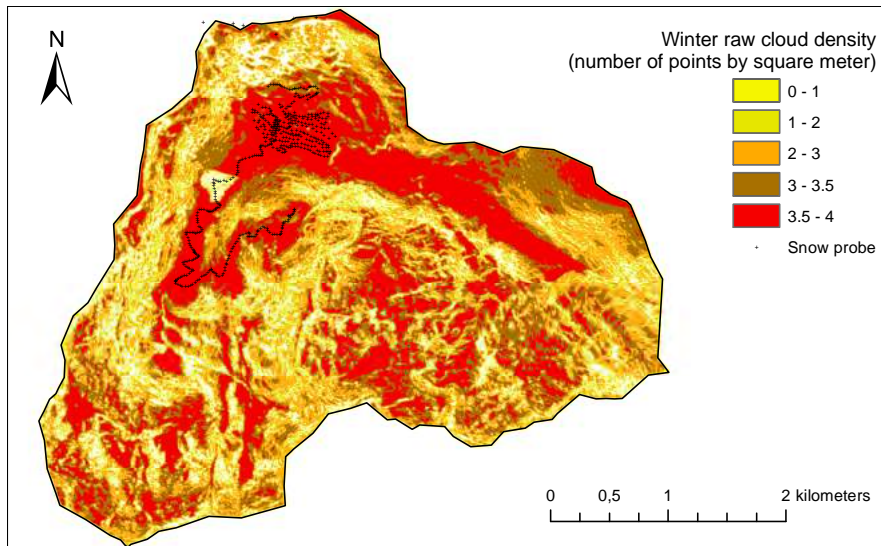 N
Winter raw cloud density
(number of points by square meter)
0 - 1
1 - 2
2 - 3
3 - 3.5
3.5 - 4
Snow probe
0 0,5 1 2 kilometers